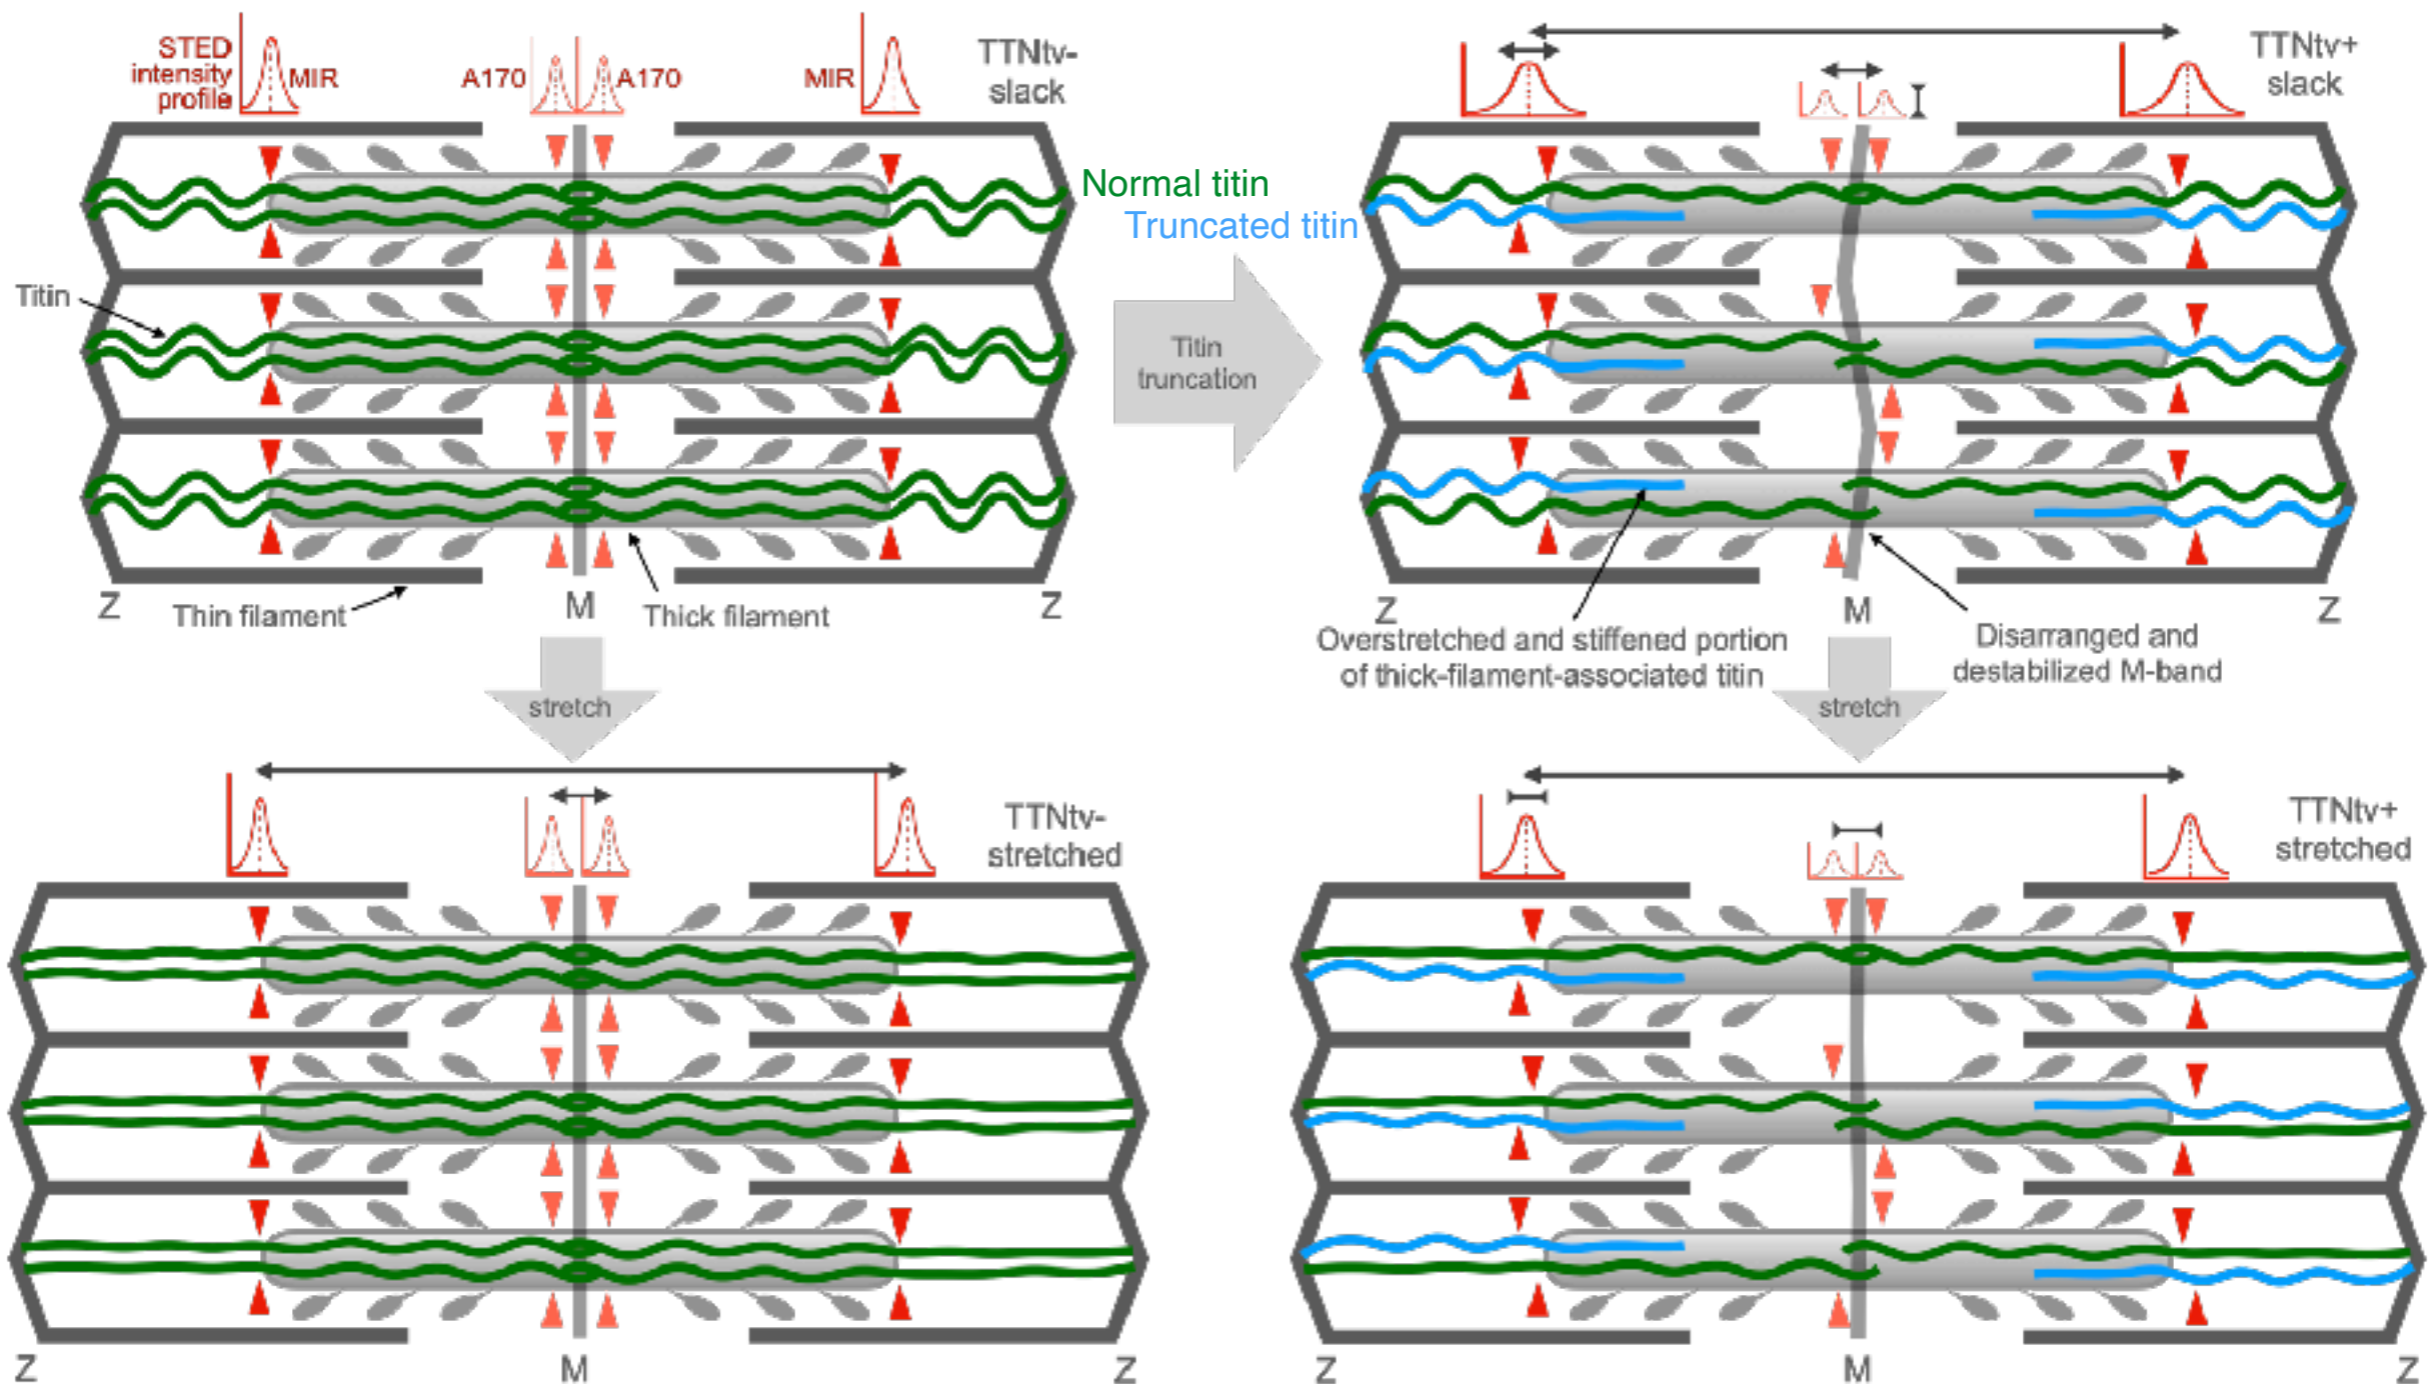 STED
intensity
profile
MIR
A170
A170
MIR
TTNtv-
slack
TTNtv+
slack
Normal titin
Truncated titin
Titin
Titin
truncation
Z
Thin filament
M
Thick filament
Z
Z
M
Z
Overstretched and stiffened portion
of thick-filament-associated titin
Disarranged and
destabilized M-band
stretch
stretch
TTNtv-
stretched
TTNtv+
stretched
Z
M
Z
Z
M
Z